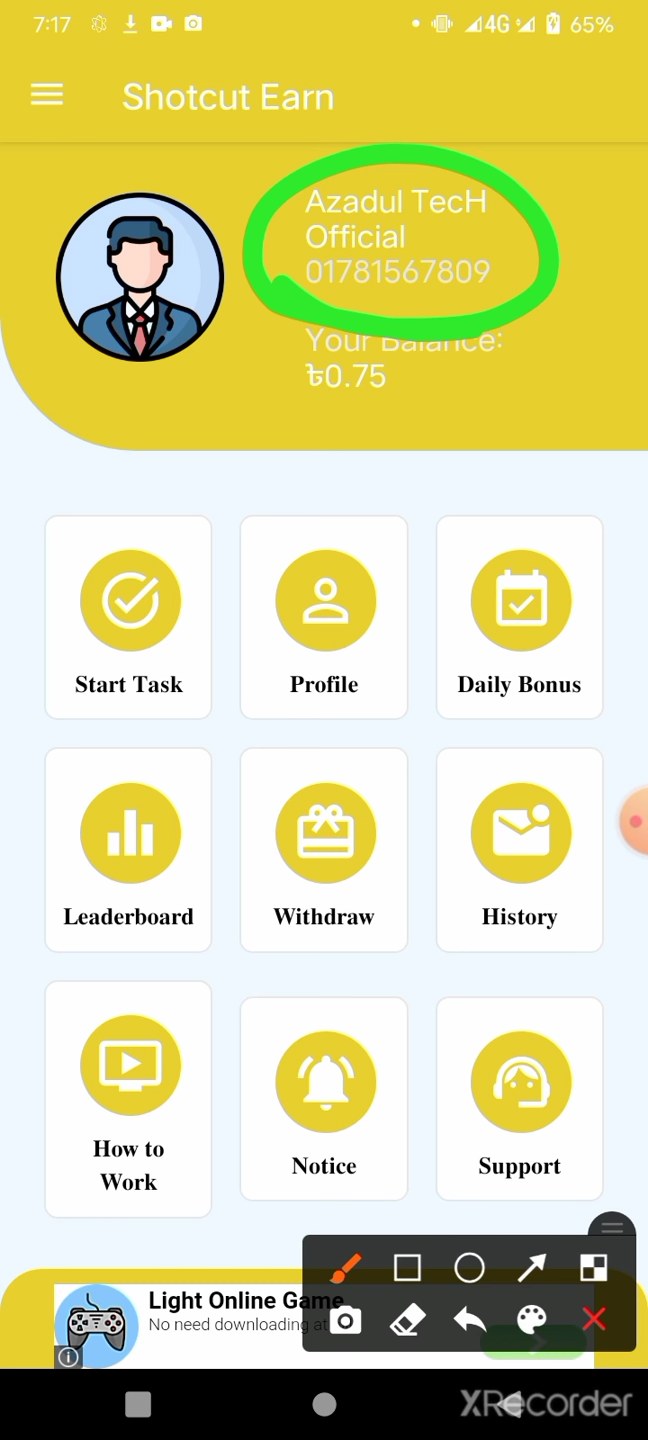 7:17
4G
65%
Shotcut Earn
Azadul TecH
Official
01781567809
Your Balance:
৳0.75
Start Task
Profile
Daily Bonus
Leaderboard
Withdraw
History
How to
Work
Notice
Support
Light Online Game
No need downloading at
XRecorder